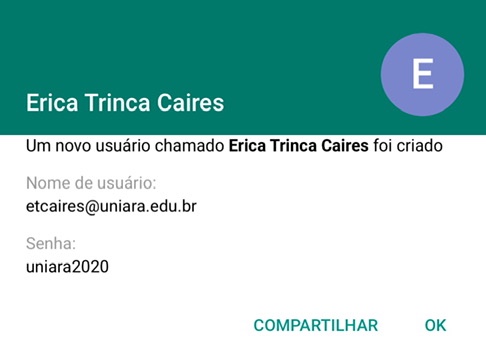 E
Erica Trinca Caires
Um novo usuário chamado Erica Trinca Caires foi criado
Nome de usuário:
etcaires@uniara.edu.br
Senha:
uniara2020
COMPARTILHAR OK